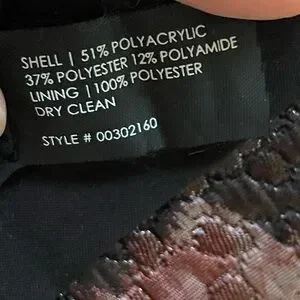 SHELL | 51% POLYACRYLIC
37% POLYESTER 12% POLYAMIDE
LINING | 100% POLYESTER
DRY CLEAN
STYLE # 00302160